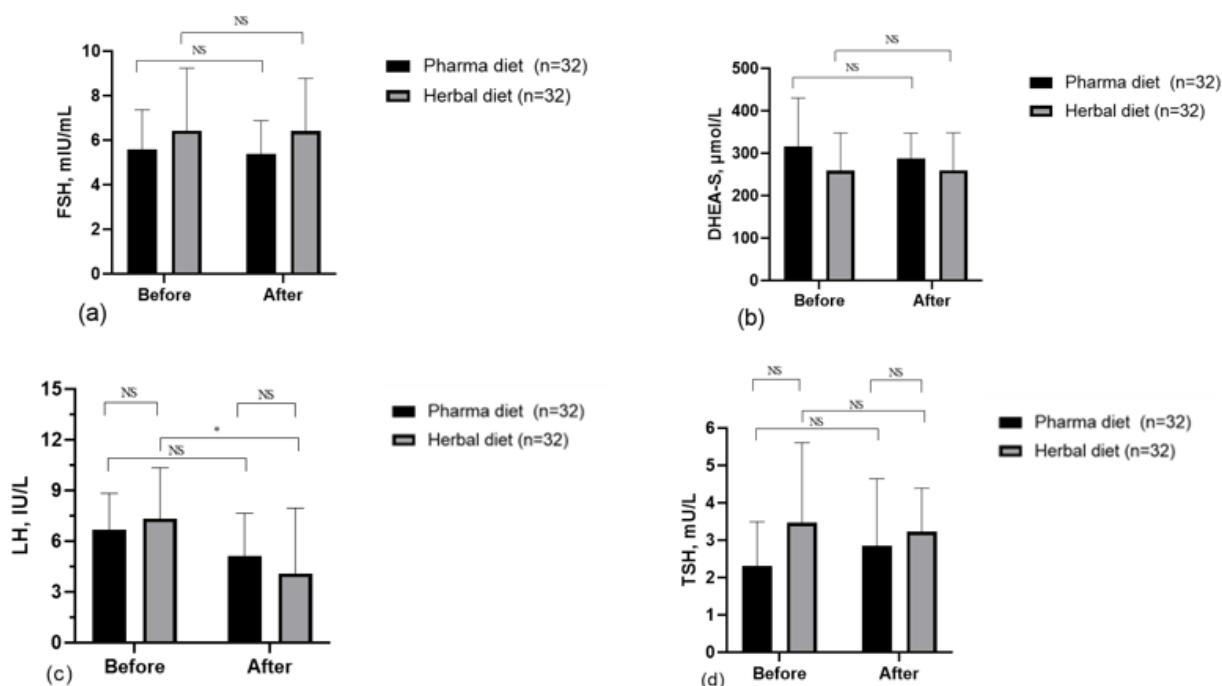 NS
NS
10
8
6
4
2
0
FSH, mIU/mL
Before
After
Pharma diet (n=32)
Herbal diet (n=32)
(a)
NS
NS
500
400
300
200
100
0
DHEA-S, µmol/L
Before
After
Pharma diet (n=32)
Herbal diet (n=32)
(b)
NS
NS
*
NS
15
12
9
6
3
0
LH, IU/L
Before
After
Pharma diet (n=32)
Herbal diet (n=32)
(c)
NS
NS
NS
NS
6
5
4
3
2
1
0
TSH, mU/L
Before
After
Pharma diet (n=32)
Herbal diet (n=32)
(d)